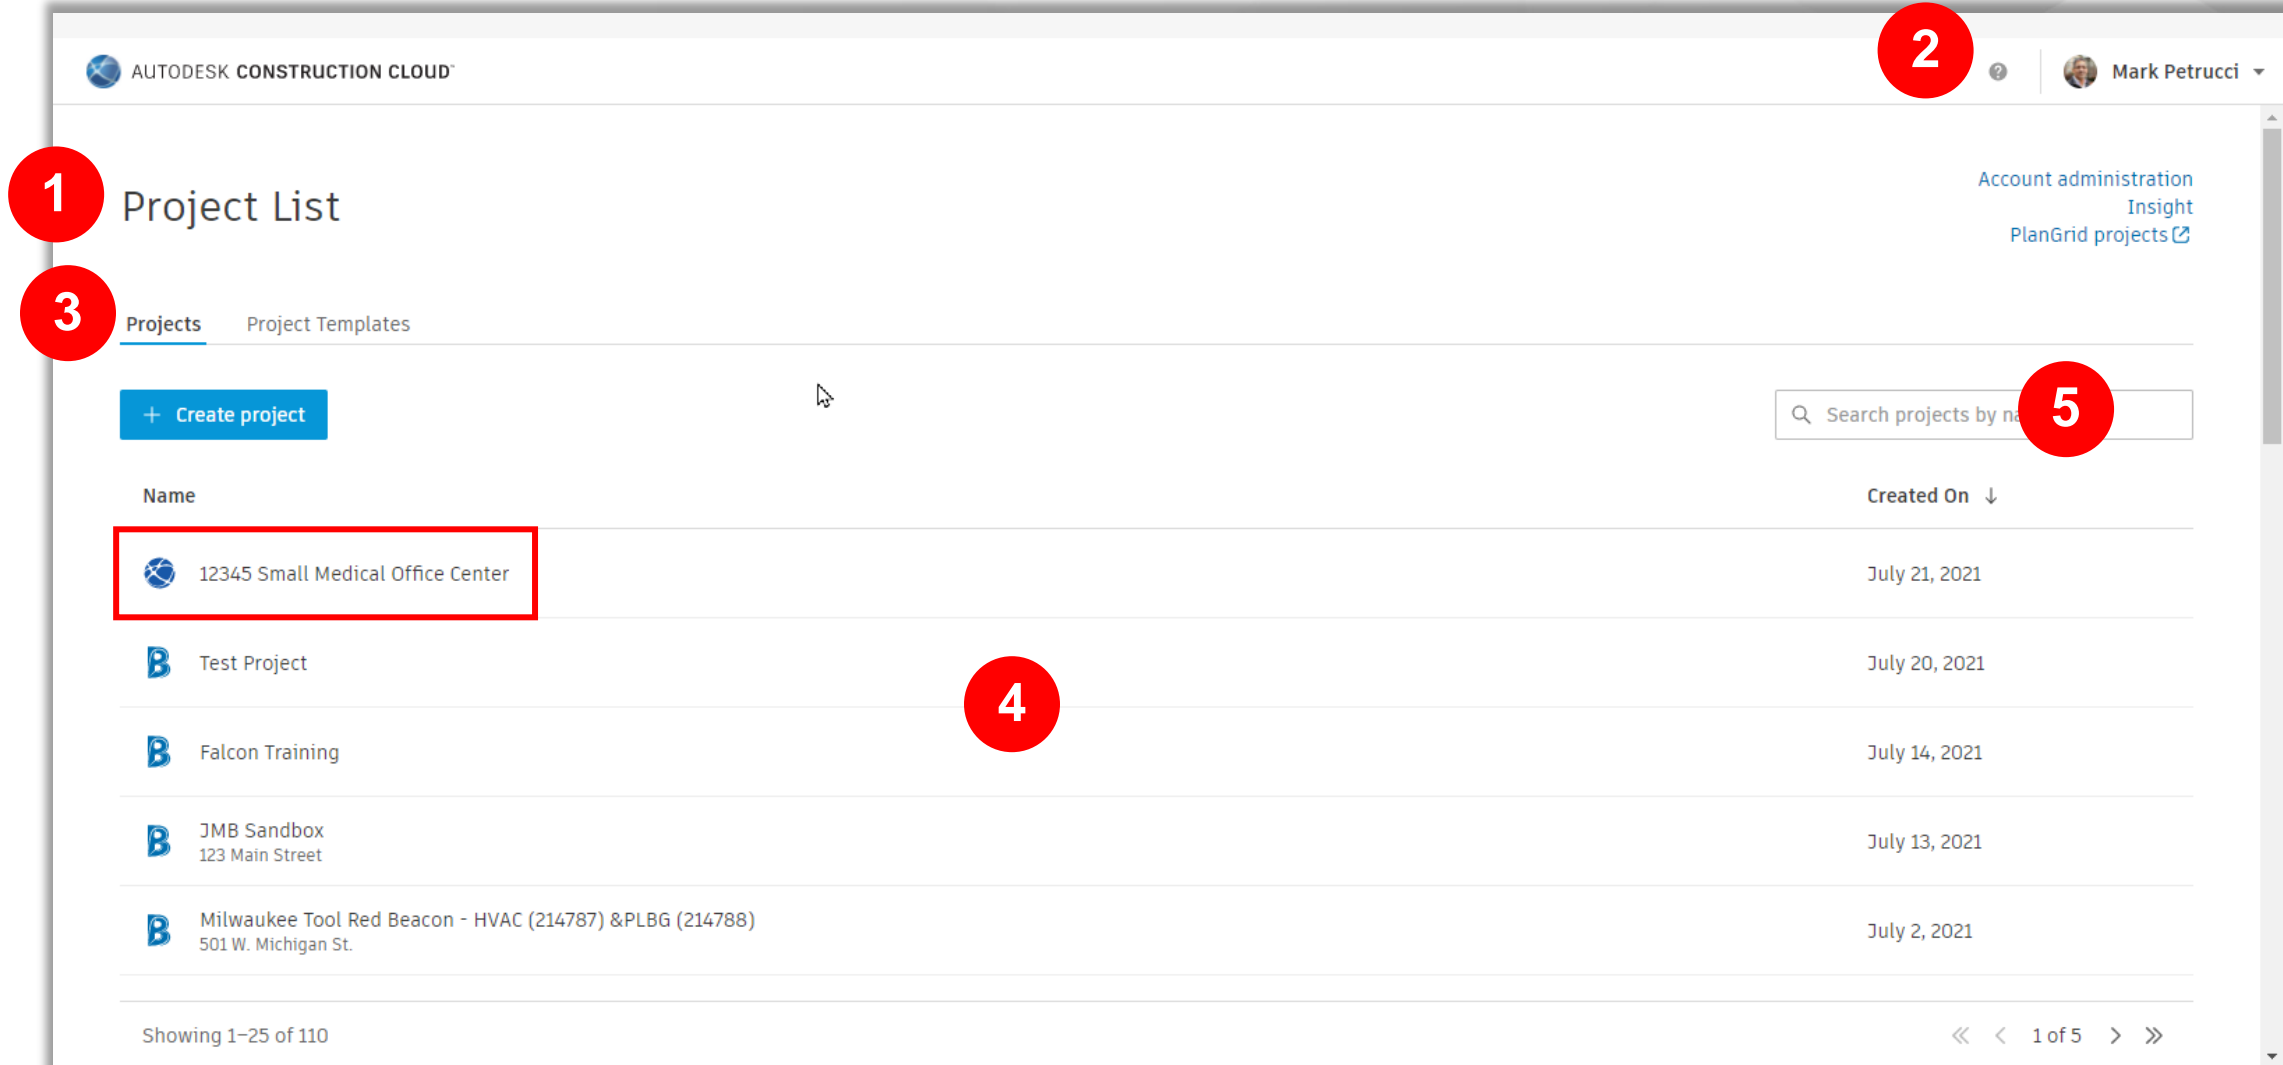 2
AUTODESK CONSTRUCTION CLOUD™
? Mark Petrucci
1
Project List
Account administration
Insight
PlanGrid projects
3
Projects Project Templates
+ Create project
Search projects by 5
Name Created On ↓
12345 Small Medical Office Center July 21, 2021
B Test Project July 20, 2021
4
B Falcon Training July 14, 2021
B JMB Sandbox July 13, 2021
123 Main Street
B Milwaukee Tool Red Beacon - HVAC (214787) &PLBG (214788) July 2, 2021
501 W. Michigan St.
Showing 1–25 of 110 « < 1 of 5 > »